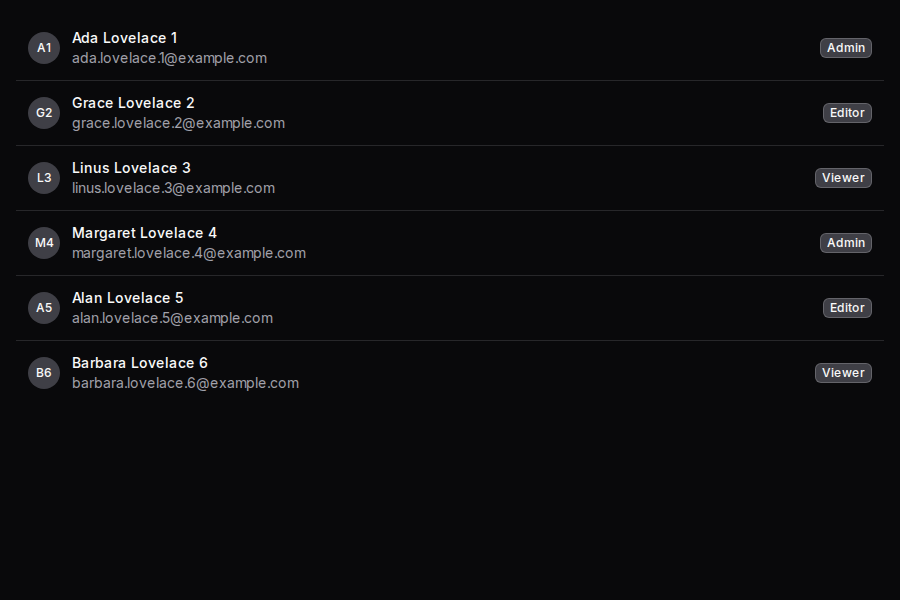 A1
Ada Lovelace 1
ada.lovelace.1@example.com
Admin
G2
Grace Lovelace 2
grace.lovelace.2@example.com
Editor
L3
Linus Lovelace 3
linus.lovelace.3@example.com
Viewer
M4
Margaret Lovelace 4
margaret.lovelace.4@example.com
Admin
A5
Alan Lovelace 5
alan.lovelace.5@example.com
Editor
B6
Barbara Lovelace 6
barbara.lovelace.6@example.com
Viewer